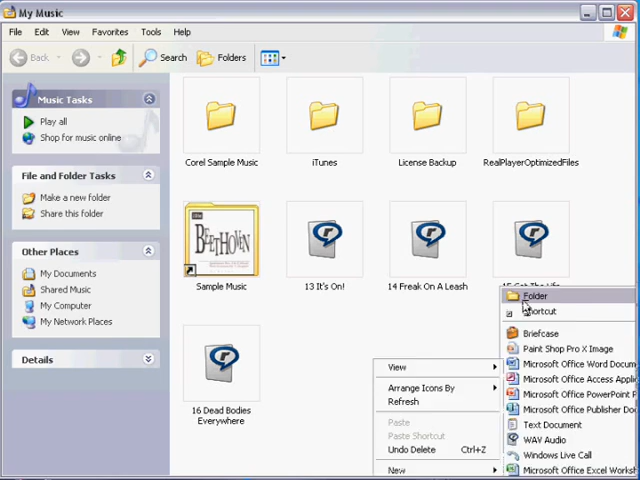 My Music
File Edit View Favorites Tools Help
Back Search Folders
Music Tasks
Play all
Shop for music online
File and Folder Tasks
Make a new folder
Share this folder
Other Places
My Documents
Shared Music
My Computer
My Network Places
Details
Corel Sample Music iTunes License Backup RealPlayerOptimizedFiles
BEETHOVEN
Sample Music 13 It's On! 14 Freak On A Leash
16 Dead Bodies
Everywhere
View
Arrange Icons By
Refresh
Paste
Paste Shortcut
Undo Delete Ctrl+Z
New
Folder
Shortcut
Briefcase
Paint Shop Pro X Image
Microsoft Office Word Docum
Microsoft Office Access Applic
Microsoft Office PowerPoint P
Microsoft Office Publisher Do
Text Document
WAV Audio
Windows Live Call
Microsoft Office Excel Worksh